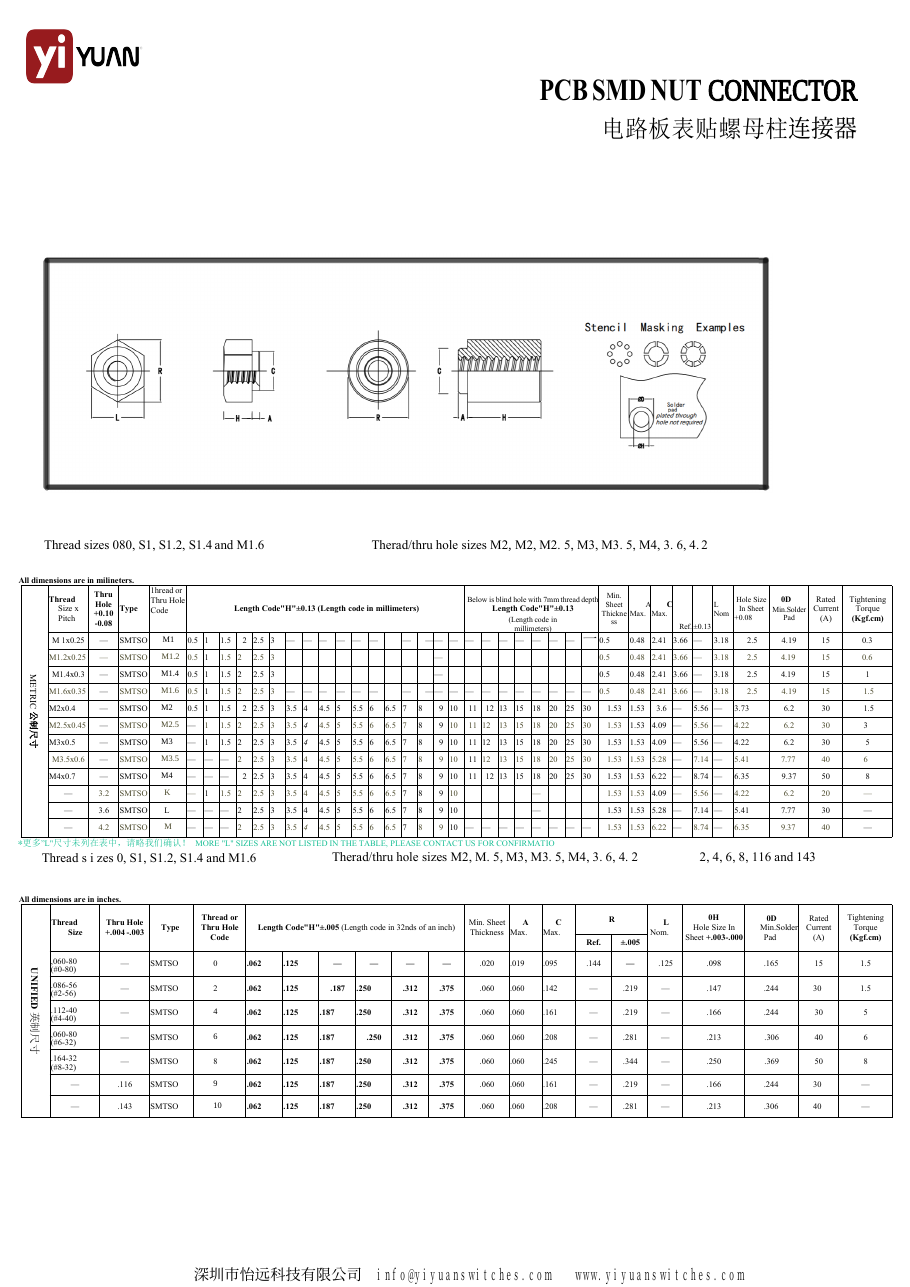 yi YUAN
PCB SMD NUT CONNECTOR
电路板表贴螺母柱连接器
Stencil Masking Examples
R C C
L H A R A H
ØD
Solder
pad
plated through
hole not required
ØH
Thread sizes 080, S1, S1.2, S1.4 and M1.6 Therad/thru hole sizes M2, M2, M2. 5, M3, M3. 5, M4, 3. 6, 4. 2
All dimensions are in milineters.
METRIC 公制尺寸
Thread Size x Pitch Thru Hole +0.10 -0.08 Type Thread or Thru Hole Code Length Code"H"±0.13 (Length code in millimeters) Below is blind hole with 7mm thread depth Length Code"H"±0.13 (Length code in millimeters) Min. Sheet Thickne ss A Max. C Max. Ref. ±0.13 L Nom Hole Size In Sheet +0.08 0D Min.Solder Pad Rated Current (A) Tightening Torque (Kgf.cm)
M 1x0.25 — SMTSO M1 0.5 1 1.5 2 2.5 3 — — — — — — — — — — — — — — — — — — — 0.5 0.48 2.41 3.66 — 3.18 2.5 4.19 15 0.3
M1.2x0.25 — SMTSO M1.2 0.5 1 1.5 2 2.5 3 — 0.5 0.48 2.41 3.66 — 3.18 2.5 4.19 15 0.6
M1.4x0.3 — SMTSO M1.4 0.5 1 1.5 2 2.5 3 — 0.5 0.48 2.41 3.66 — 3.18 2.5 4.19 15 1
M1.6x0.35 — SMTSO M1.6 0.5 1 1.5 2 2.5 3 — — — — — — — — — — — — — — — — — — — 0.5 0.48 2.41 3.66 — 3.18 2.5 4.19 15 1.5
M2x0.4 — SMTSO M2 0.5 1 1.5 2 2.5 3 3.5 4 4.5 5 5.5 6 6.5 7 8 9 10 11 12 13 15 18 20 25 30 1.53 1.53 3.6 — 5.56 — 3.73 6.2 30 1.5
M2.5x0.45 — SMTSO M2.5 — 1 1.5 2 2.5 3 3.5 4 4.5 5 5.5 6 6.5 7 8 9 10 11 12 13 15 18 20 25 30 1.53 1.53 4.09 — 5.56 — 4.22 6.2 30 3
M3x0.5 — SMTSO M3 — 1 1.5 2 2.5 3 3.5 4 4.5 5 5.5 6 6.5 7 8 9 10 11 12 13 15 18 20 25 30 1.53 1.53 4.09 — 5.56 — 4.22 6.2 30 5
M3.5x0.6 — SMTSO M3.5 — — — 2 2.5 3 3.5 4 4.5 5 5.5 6 6.5 7 8 9 10 11 12 13 15 18 20 25 30 1.53 1.53 5.28 — 7.14 — 5.41 7.77 40 6
M4x0.7 — SMTSO M4 — — — 2 2.5 3 3.5 4 4.5 5 5.5 6 6.5 7 8 9 10 11 12 13 15 18 20 25 30 1.53 1.53 6.22 — 8.74 — 6.35 9.37 50 8
— 3.2 SMTSO K — 1 1.5 2 2.5 3 3.5 4 4.5 5 5.5 6 6.5 7 8 9 10 — 1.53 1.53 4.09 — 5.56 — 4.22 6.2 20 —
— 3.6 SMTSO L — — — 2 2.5 3 3.5 4 4.5 5 5.5 6 6.5 7 8 9 10 — 1.53 1.53 5.28 — 7.14 — 5.41 7.77 30 —
— 4.2 SMTSO M — — — 2 2.5 3 3.5 4 4.5 5 5.5 6 6.5 7 8 9 10 — — — — — — — — 1.53 1.53 6.22 — 8.74 — 6.35 9.37 40 —
*更多"L"尺寸未列在表中，请略我们确认！ MORE "L" SIZES ARE NOT LISTED IN THE TABLE, PLEASE CONTACT US FOR CONFIRMATIO
Thread s i zes 0, S1, S1.2, S1.4 and M1.6 Therad/thru hole sizes M2, M. 5, M3, M3. 5, M4, 3. 6, 4. 2 2, 4, 6, 8, 116 and 143
All dimensions are in inches.
UNIFIED 英制尺寸
Thread Size Thru Hole +.004 -.003 Type Thread or Thru Hole Code Length Code"H"±.005 (Length code in 32nds of an inch) Min. Sheet Thickness A Max. C Max. R Ref. ±.005 L Nom. 0H Hole Size In Sheet +.003-.000 0D Min.Solder Pad Rated Current (A) Tightening Torque (Kgf.cm)
.060-80 (#0-80) — SMTSO 0 .062 .125 — — — — .020 .019 .095 .144 — .125 .098 .165 15 1.5
.086-56 (#2-56) — SMTSO 2 .062 .125 .187 .250 .312 .375 .060 .060 .142 — .219 — .147 .244 30 1.5
.112-40 (#4-40) — SMTSO 4 .062 .125 .187 .250 .312 .375 .060 .060 .161 — .219 — .166 .244 30 5
.060-80 (#6-32) — SMTSO 6 .062 .125 .187 .250 .312 .375 .060 .060 .208 — .281 — .213 .306 40 6
.164-32 (#8-32) — SMTSO 8 .062 .125 .187 .250 .312 .375 .060 .060 .245 — .344 — .250 .369 50 8
— .116 SMTSO 9 .062 .125 .187 .250 .312 .375 .060 .060 .161 — .219 — .166 .244 30 —
— .143 SMTSO 10 .062 .125 .187 .250 .312 .375 .060 .060 .208 — .281 — .213 .306 40 —
深圳市怡远科技有限公司 info@yiyuanswitches.com www.yiyuanswitches.com